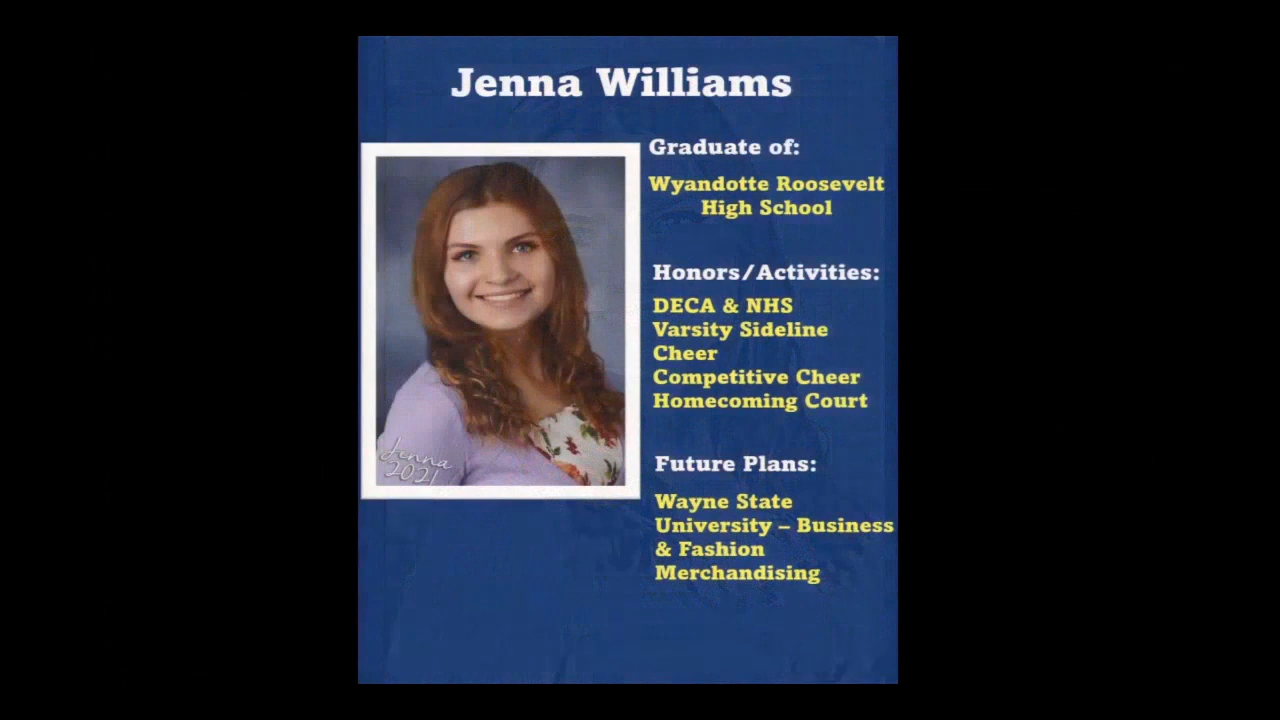 Jenna Williams
Graduate of:
Wyandotte Roosevelt
High School
Honors/Activities:
DECA & NHS
Varsity Sideline
Cheer
Competitive Cheer
Homecoming Court
Future Plans:
Wayne State
University – Business
& Fashion
Merchandising
Jenna
2021